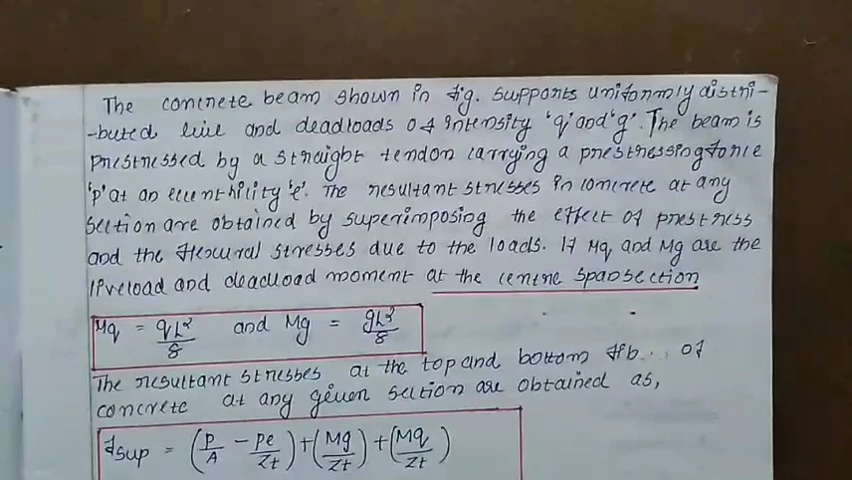 The concrete beam shown in fig. supports uniformly distri-
-buted live and deadloads of intensity 'q' and 'g'. The beam is
prestressed by a straight tendon carrying a prestressing force
'p' at an eccentricity 'e'. The resultant stresses in concrete at any
section are obtained by superimposing the effect of prestress
and the flexural stresses due to the loads. If Mq and Mg are the
liveload and deadload moment at the centre span section
Mq = qL²/8 and Mg = gL²/8
The resultant stresses at the top and bottom fib... of
concrete at any given section are obtained as,
fsup = (P/A - Pe/Zt) + (Mg/Zt) + (Mq/Zt)